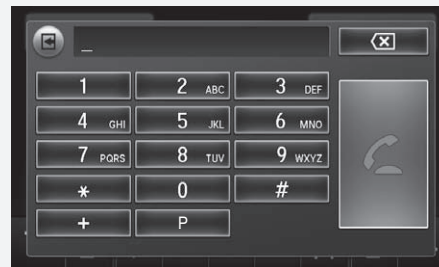 _
1 2 ABC 3 DEF
4 GHI 5 JKL 6 MNO
7 PQRS 8 TUV 9 WXYZ
* 0 #
+ P